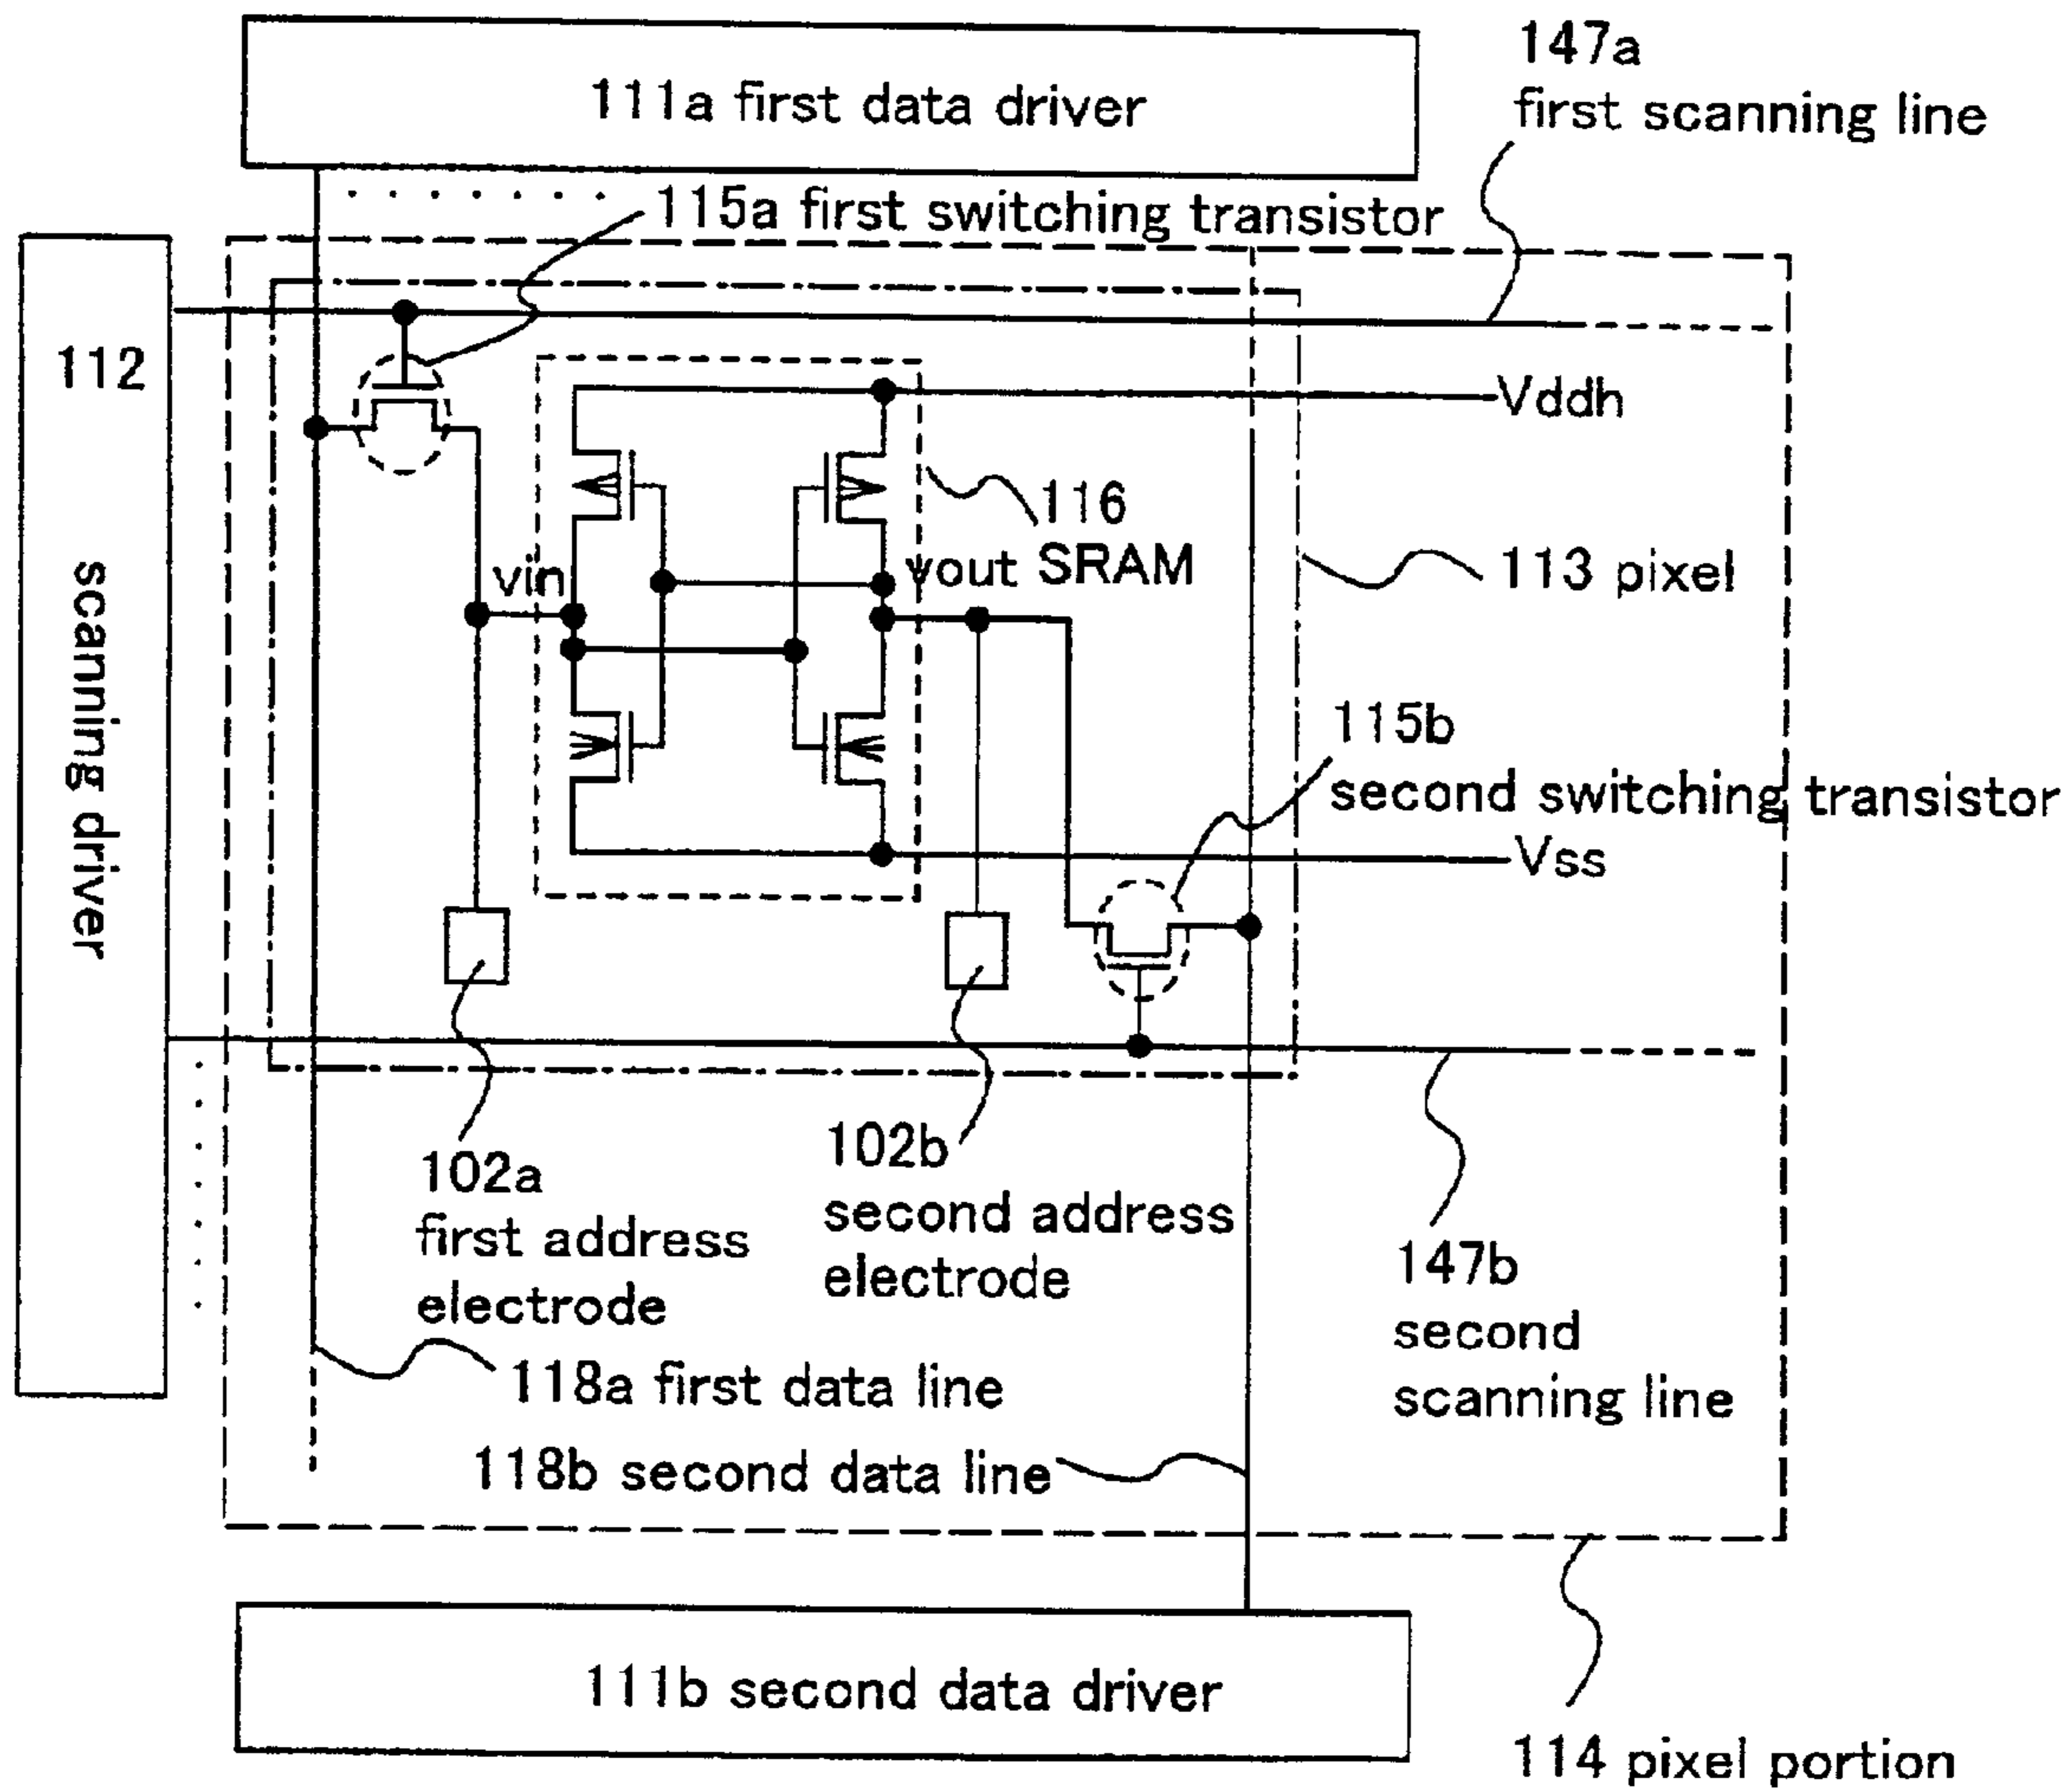 111a first data driver
147a
first scanning line
115a first switching transistor
112
scanning driver
Vddh
116
SRAM
vin
vout
113 pixel
115b
second switching transistor
Vss
102a
first address
electrode
102b
second address
electrode
147b
second
scanning line
118a first data line
118b second data line
111b second data driver
114 pixel portion